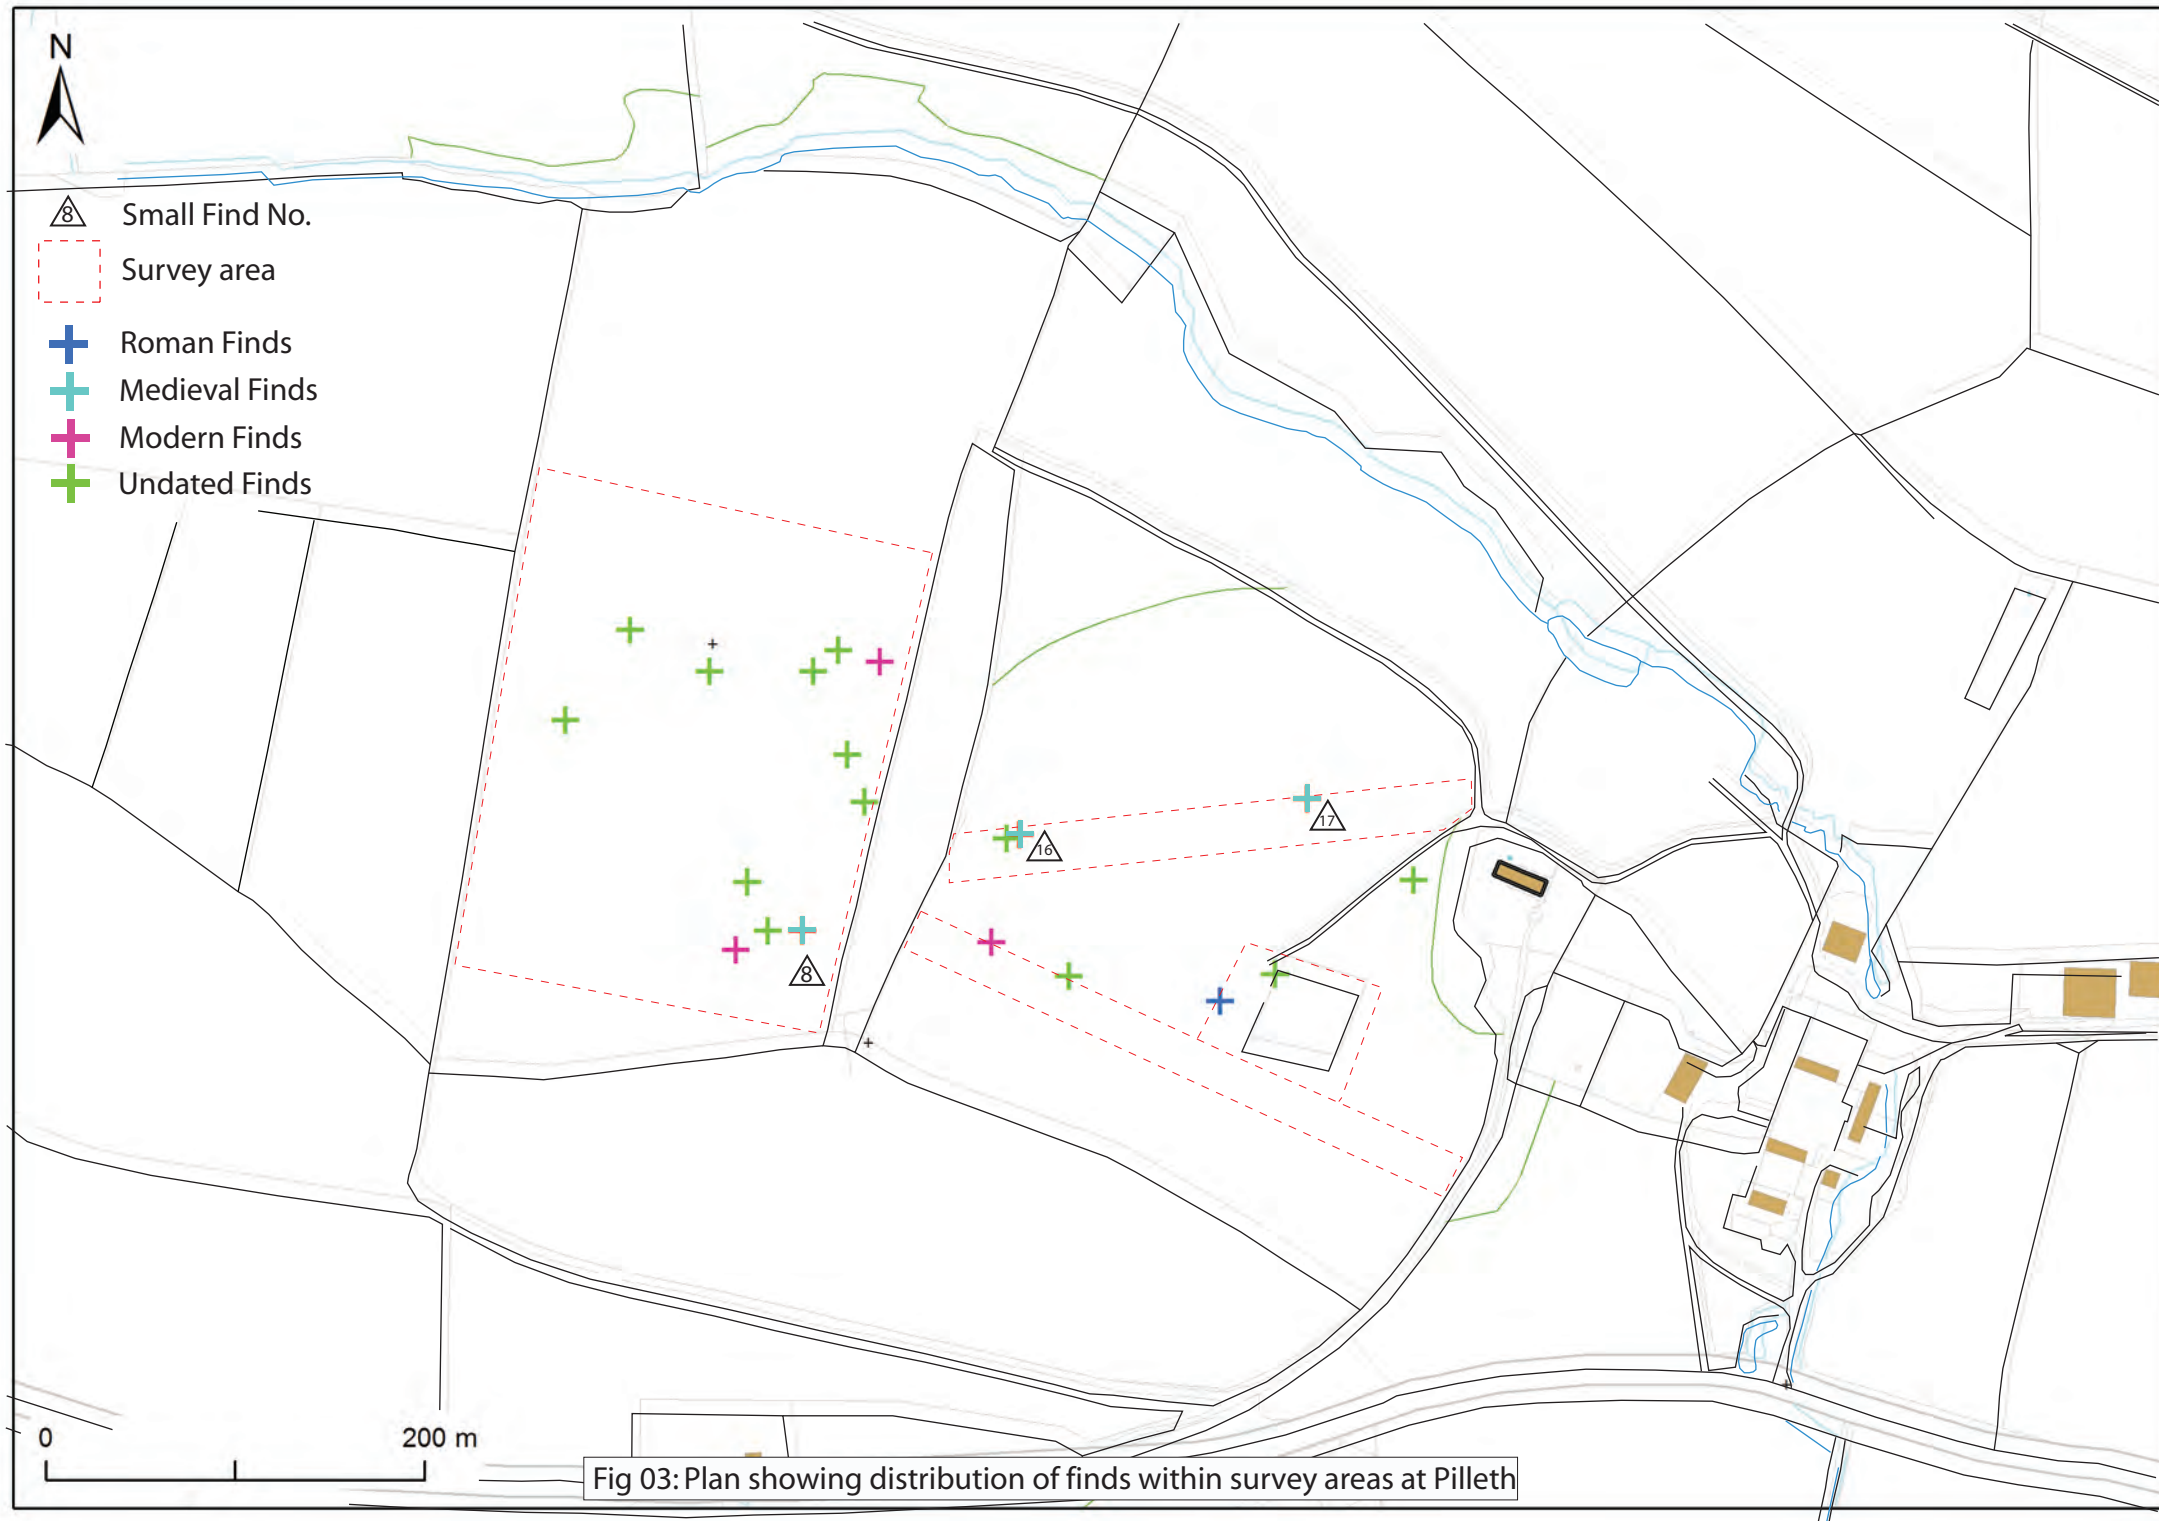 N
8 Small Find No.
Survey area
Roman Finds
Medieval Finds
Modern Finds
Undated Finds
17
16
8
0 200 m
Fig 03: Plan showing distribution of finds within survey areas at Pilleth